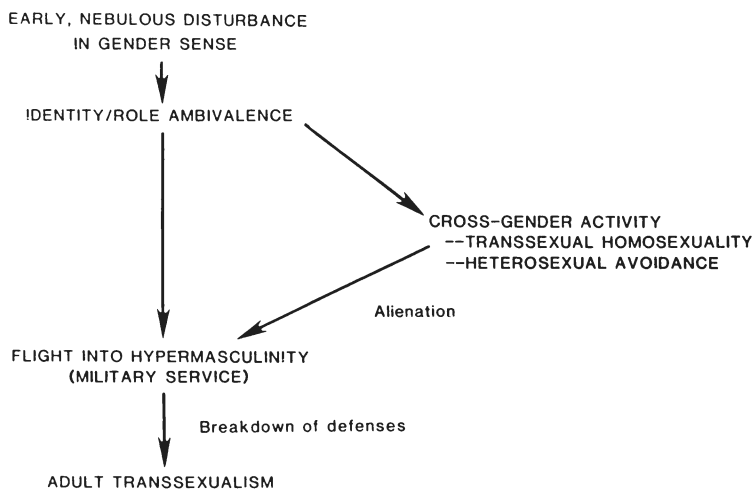 EARLY, NEBULOUS DISTURBANCE
IN GENDER SENSE
IDENTITY/ROLE AMBIVALENCE
CROSS-GENDER ACTIVITY
--TRANSSEXUAL HOMOSEXUALITY
--HETEROSEXUAL AVOIDANCE
Alienation
FLIGHT INTO HYPERMASCULINITY
(MILITARY SERVICE)
Breakdown of defenses
ADULT TRANSSEXUALISM